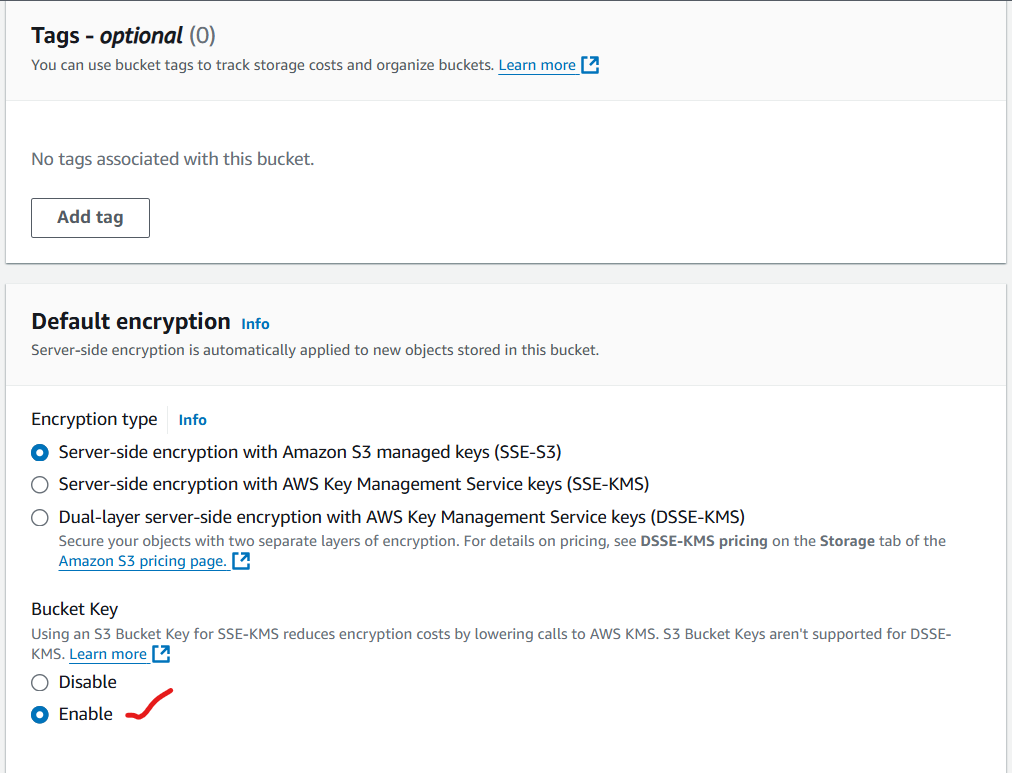 Tags - optional (0)
You can use bucket tags to track storage costs and organize buckets. Learn more
No tags associated with this bucket.
Add tag
Default encryption Info
Server-side encryption is automatically applied to new objects stored in this bucket.
Encryption type Info
Server-side encryption with Amazon S3 managed keys (SSE-S3)
Server-side encryption with AWS Key Management Service keys (SSE-KMS)
Dual-layer server-side encryption with AWS Key Management Service keys (DSSE-KMS)
Secure your objects with two separate layers of encryption. For details on pricing, see DSSE-KMS pricing on the Storage tab of the
Amazon S3 pricing page.
Bucket Key
Using an S3 Bucket Key for SSE-KMS reduces encryption costs by lowering calls to AWS KMS. S3 Bucket Keys aren't supported for DSSE-
KMS. Learn more
Disable
Enable